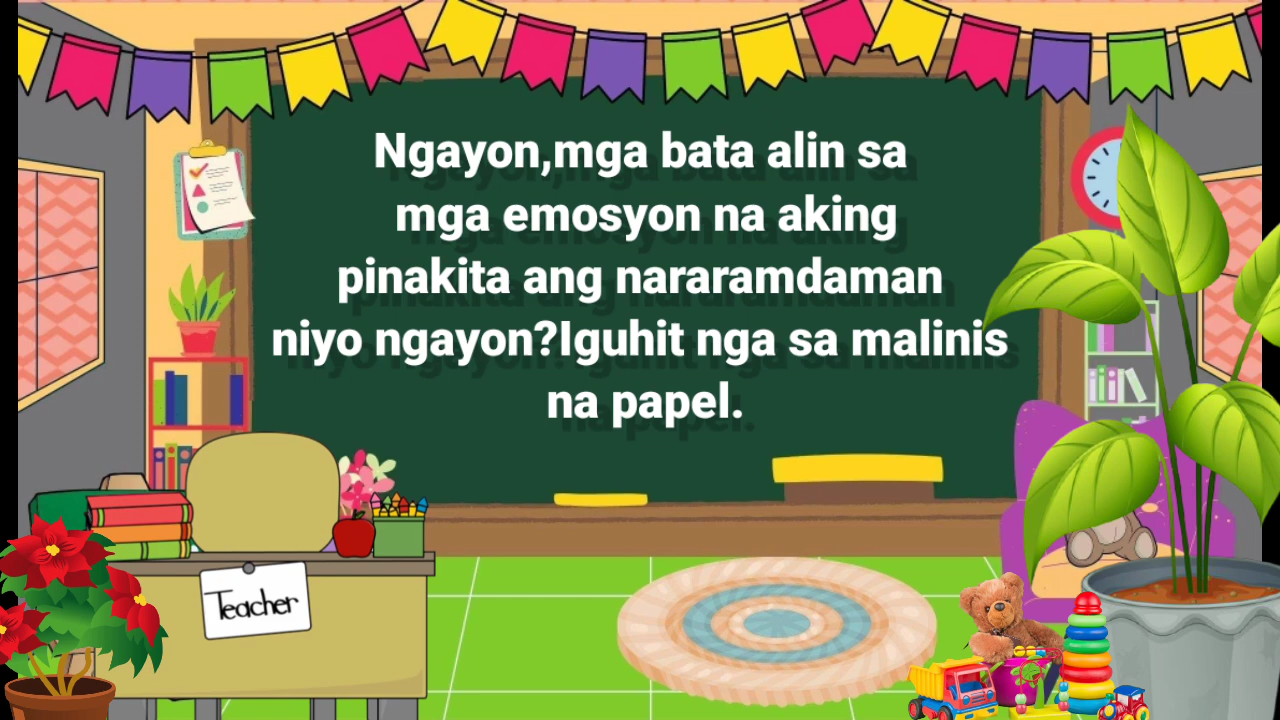 Ngayon,mga bata alin sa
mga emosyon na aking
pinakita ang nararamdaman
niyo ngayon?Iguhit nga sa malinis
na papel.
Teacher